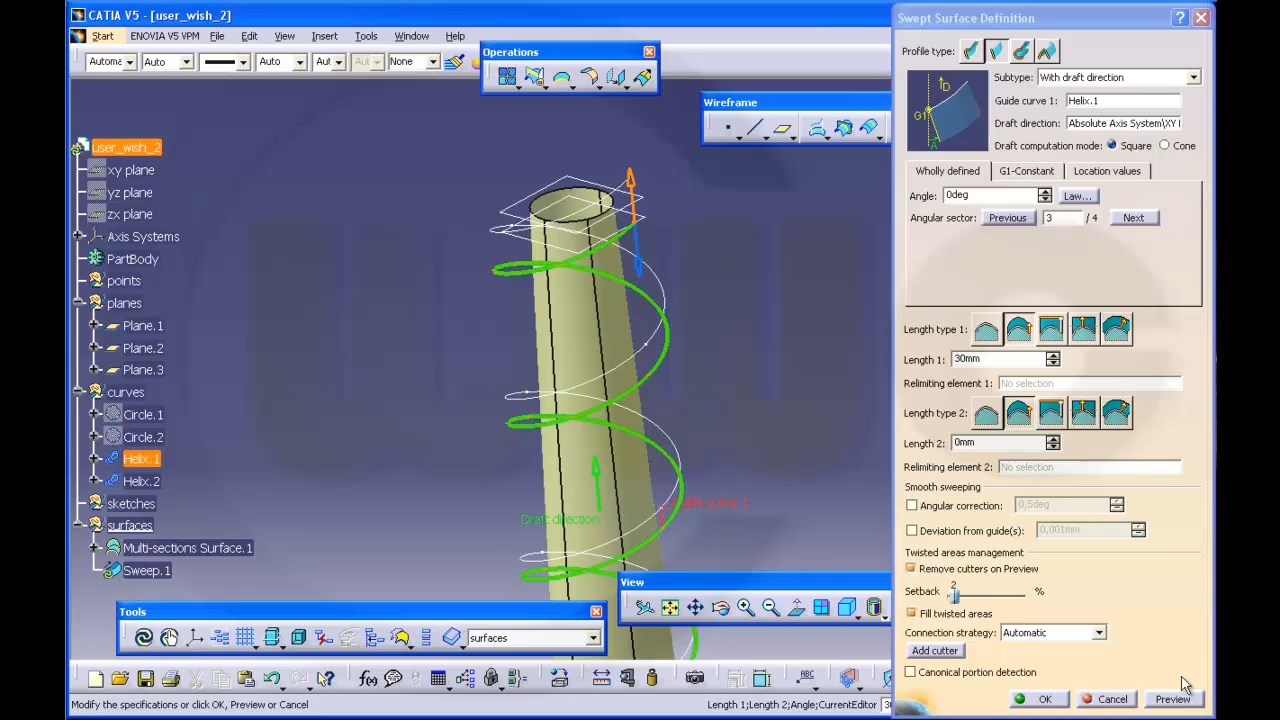 CATIA V5 - [user_wish_2]
Start ENOVIA V5 VPM File Edit View Insert Tools Window Help
Automa Auto Auto Aut Aut None
Operations
Wireframe
user_wish_2
xy plane
yz plane
zx plane
Axis Systems
PartBody
points
planes
Plane.1
Plane.2
Plane.3
curves
Circle.1
Circle.2
Helix.1
Helix.2
sketches
surfaces
Multi-sections Surface.1
Sweep.1
Draft direction
Guide curve 1
View
Tools
surfaces
Modify the specifications or click OK, Preview or Cancel
Length 1;Length 2;Angle;CurrentEditor
Swept Surface Definition
Profile type:
Subtype: With draft direction
Guide curve 1: Helix.1
Draft direction: Absolute Axis System\XY
Draft computation mode: Square Cone
G1
D
A
Wholly defined G1-Constant Location values
Angle: 0deg Law...
Angular sector: Previous 3 / 4 Next
Length type 1:
Length 1: 30mm
Relimiting element 1: No selection
Length type 2:
Length 2: 0mm
Relimiting element 2: No selection
Smooth sweeping
Angular correction: 0,5deg
Deviation from guide(s): 0,001mm
Twisted areas management
Remove cutters on Preview
2
Setback %
Fill twisted areas
Connection strategy: Automatic
Add cutter
Canonical portion detection
OK Cancel Preview